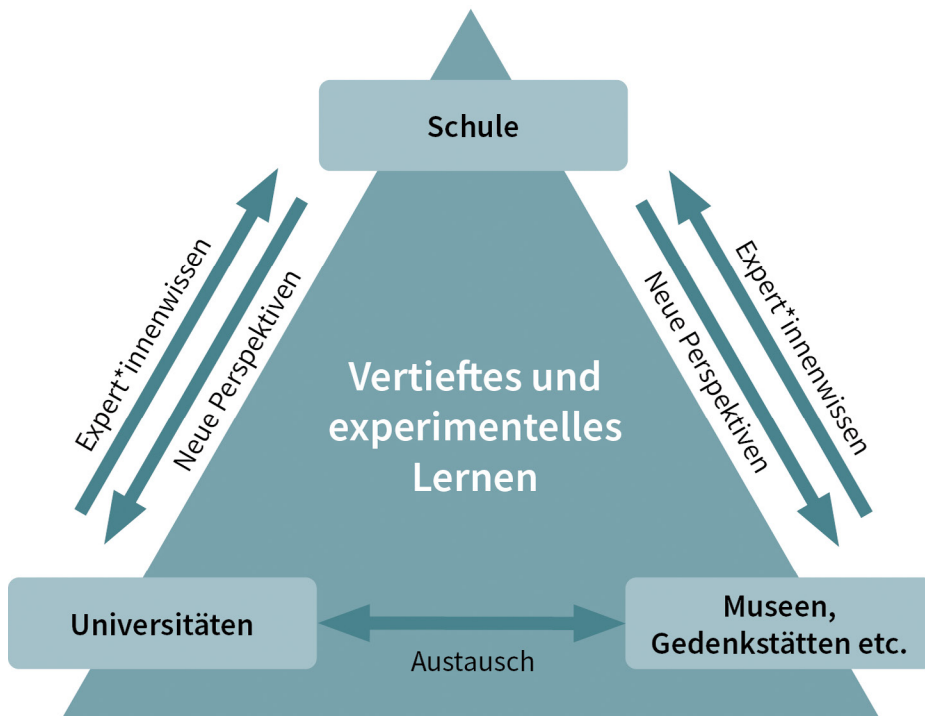 Schule
Expert*innenwissen
Neue Perspektiven
Neue Perspektiven
Expert*innenwissen
Vertieftes und
experimentelles
Lernen
Universitäten
Austausch
Museen,
Gedenkstätten etc.